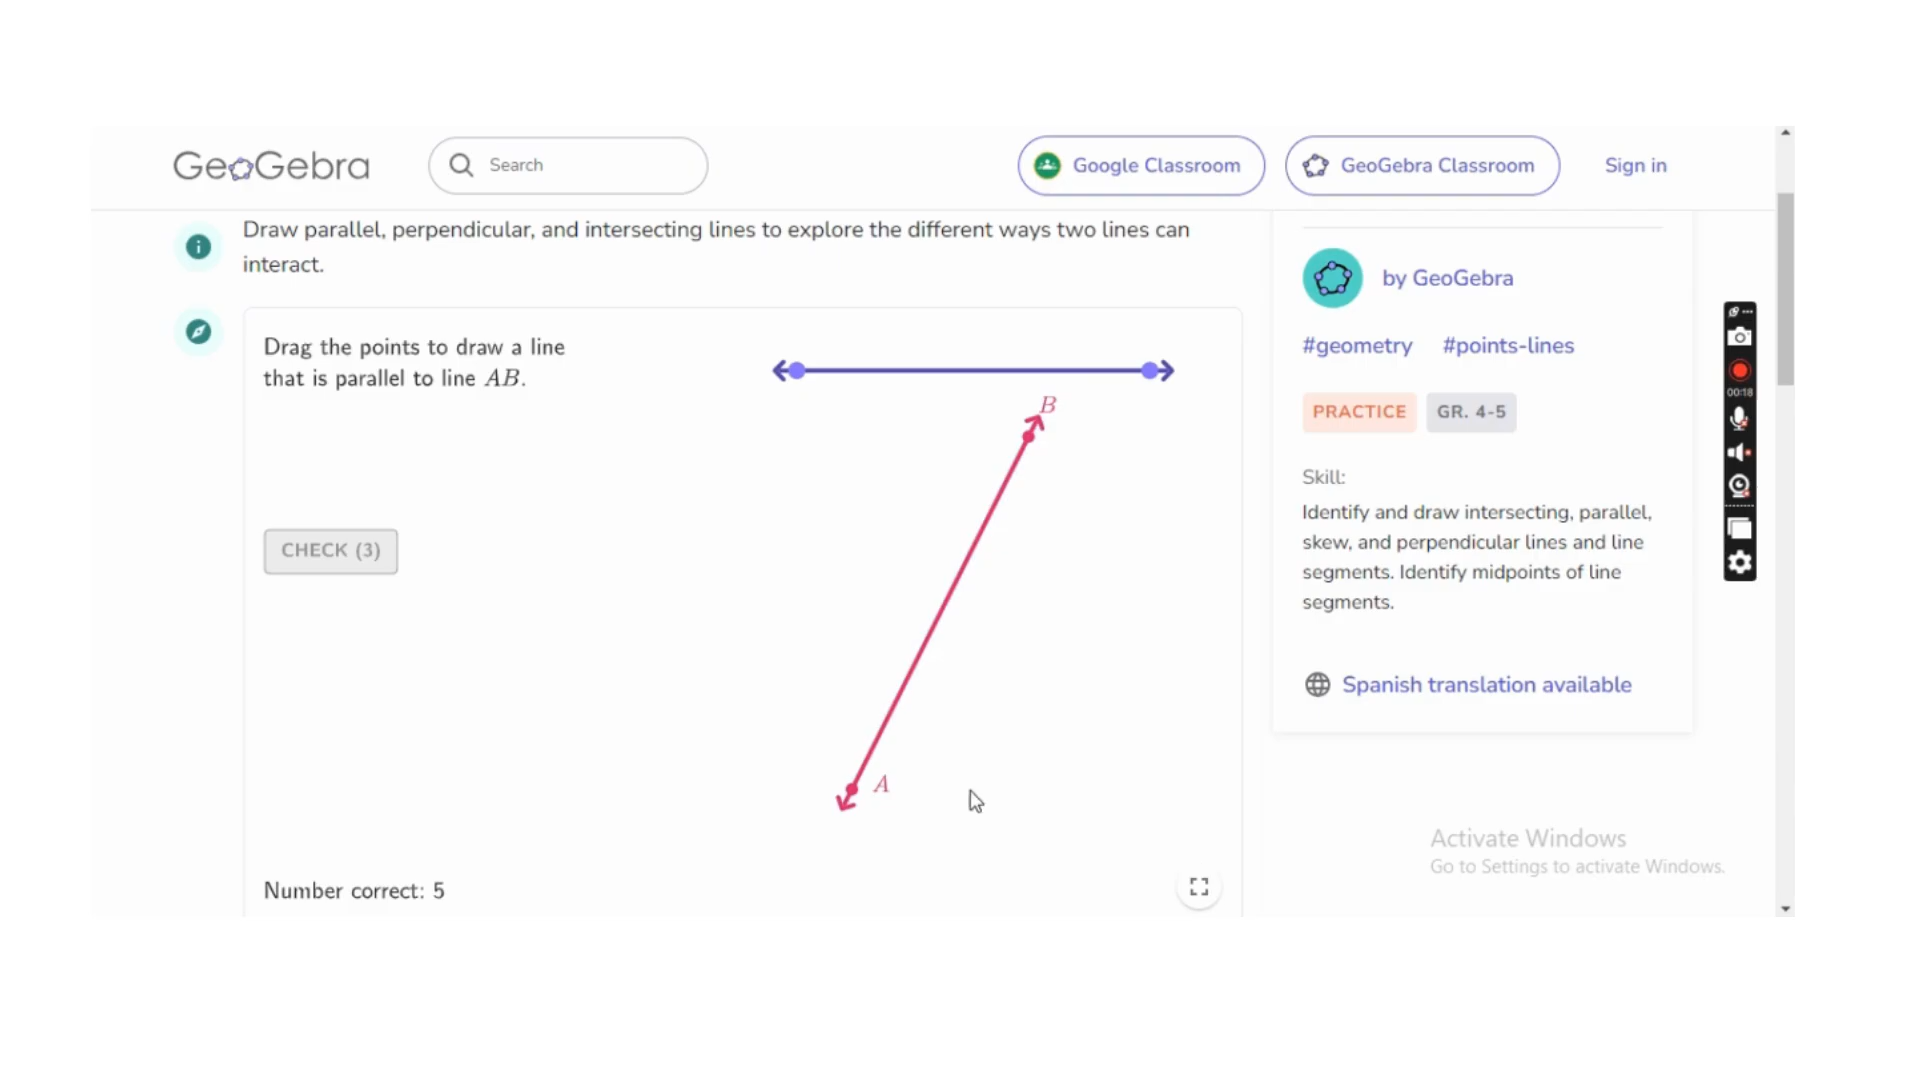 GeoGebra
Search
Google Classroom
GeoGebra Classroom
Sign in
Draw parallel, perpendicular, and intersecting lines to explore the different ways two lines can
interact.
Drag the points to draw a line
that is parallel to line AB.
CHECK (3)
B
A
Number correct: 5
by GeoGebra
#geometry #points-lines
PRACTICE GR. 4-5
Skill:
Identify and draw intersecting, parallel,
skew, and perpendicular lines and line
segments. Identify midpoints of line
segments.
Spanish translation available
00:18
Activate Windows
Go to Settings to activate Windows.